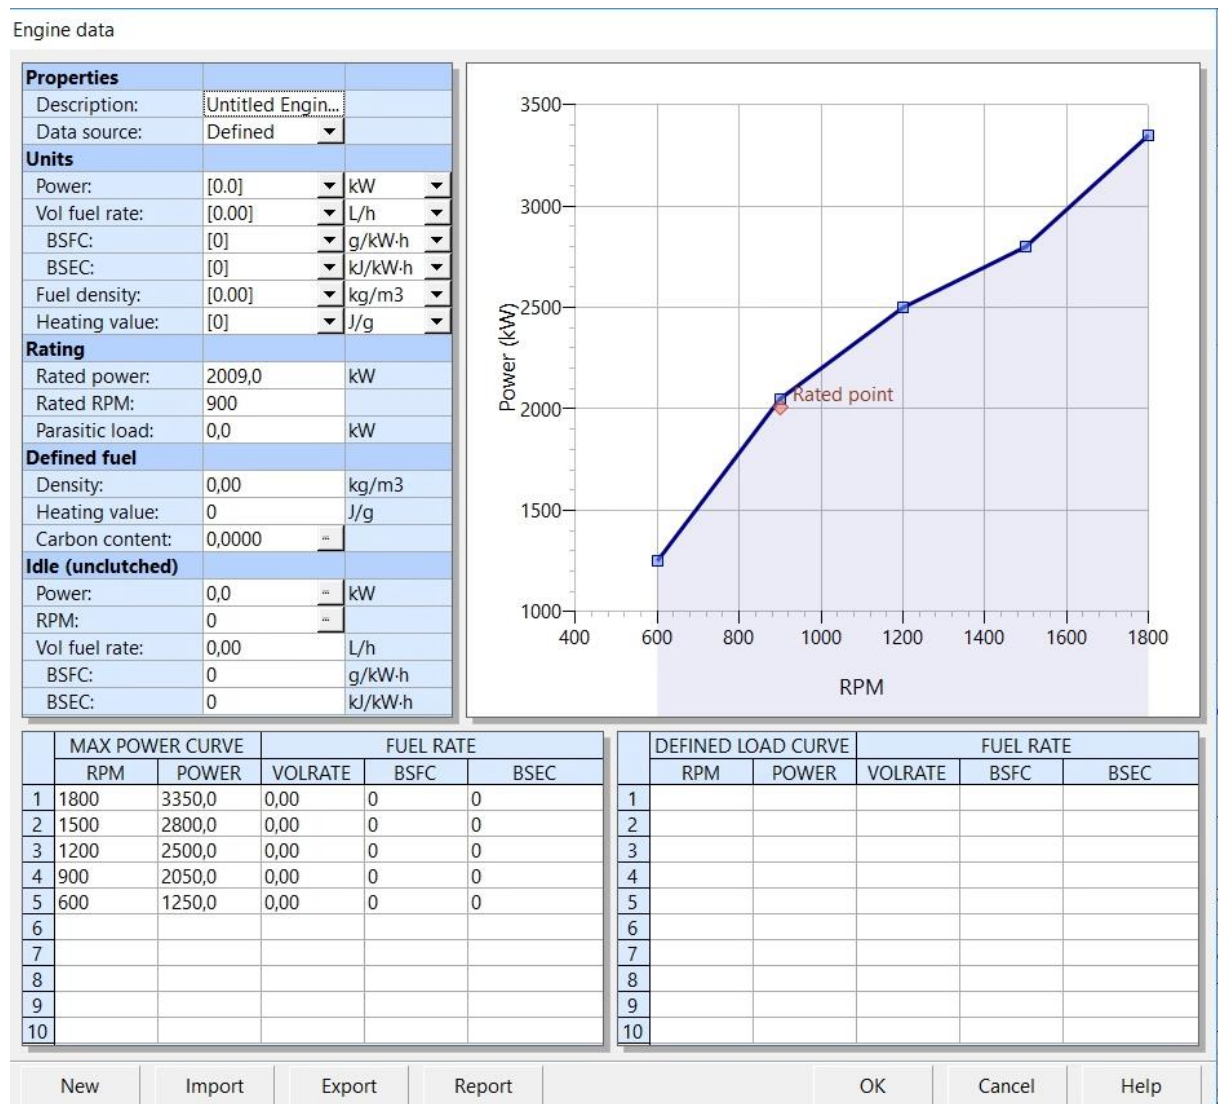 Engine data
Properties
Description: Untitled Engin...
Data source: Defined
Units
Power: [0.0] kW
Vol fuel rate: [0.00] L/h
BSFC: [0] g/kW·h
BSEC: [0] kJ/kW·h
Fuel density: [0.00] kg/m3
Heating value: [0] J/g
Rating
Rated power: 2009,0 kW
Rated RPM: 900
Parasitic load: 0,0 kW
Defined fuel
Density: 0,00 kg/m3
Heating value: 0 J/g
Carbon content: 0,0000 ...
Idle (unclutched)
Power: 0,0 ... kW
RPM: 0 ...
Vol fuel rate: 0,00 L/h
BSFC: 0 g/kW·h
BSEC: 0 kJ/kW·h
3500
3000
2500
2000
1500
1000
Power (kW)
Rated point
400 600 800 1000 1200 1400 1600 1800
RPM
MAX POWER CURVE FUEL RATE
RPM POWER VOLRATE BSFC BSEC
1 1800 3350,0 0,00 0 0
2 1500 2800,0 0,00 0 0
3 1200 2500,0 0,00 0 0
4 900 2050,0 0,00 0 0
5 600 1250,0 0,00 0 0
6
7
8
9
10
DEFINED LOAD CURVE FUEL RATE
RPM POWER VOLRATE BSFC BSEC
1
2
3
4
5
6
7
8
9
10
New Import Export Report OK Cancel Help